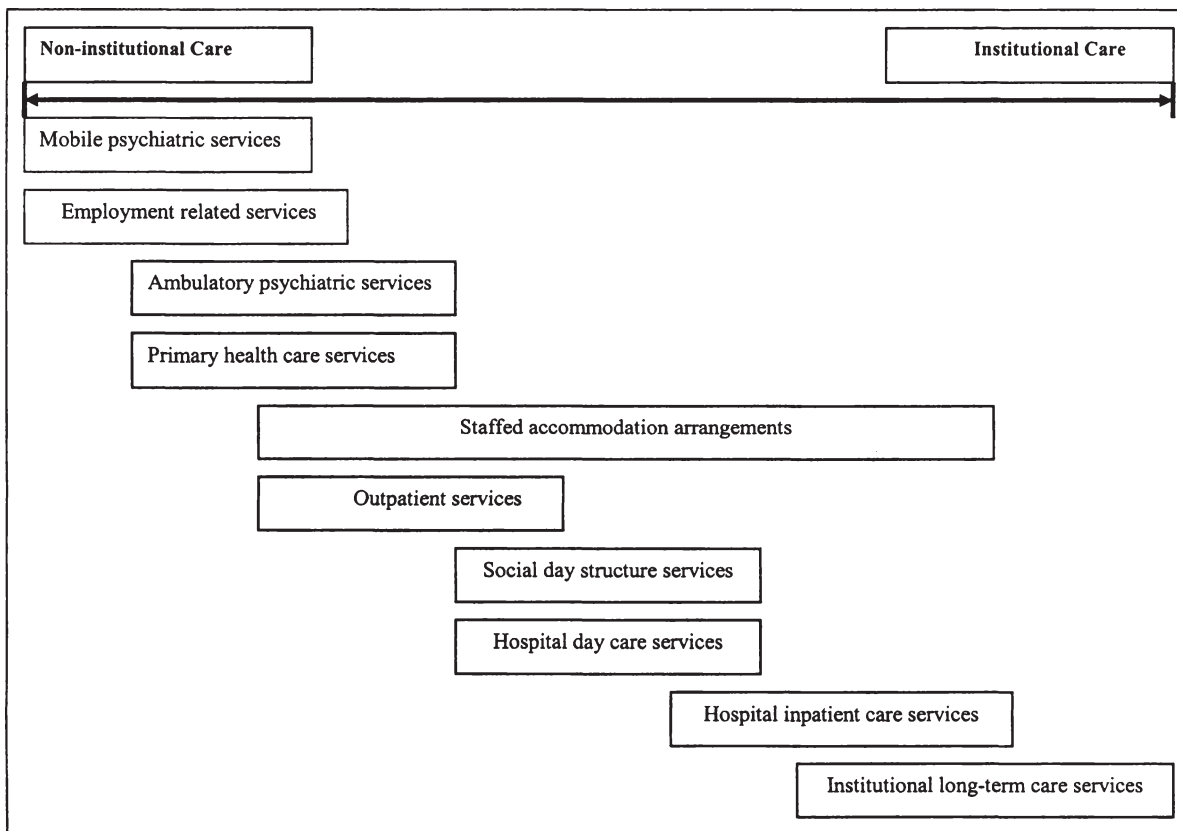 Non-institutional Care
Institutional Care
Mobile psychiatric services
Employment related services
Ambulatory psychiatric services
Primary health care services
Staffed accommodation arrangements
Outpatient services
Social day structure services
Hospital day care services
Hospital inpatient care services
Institutional long-term care services